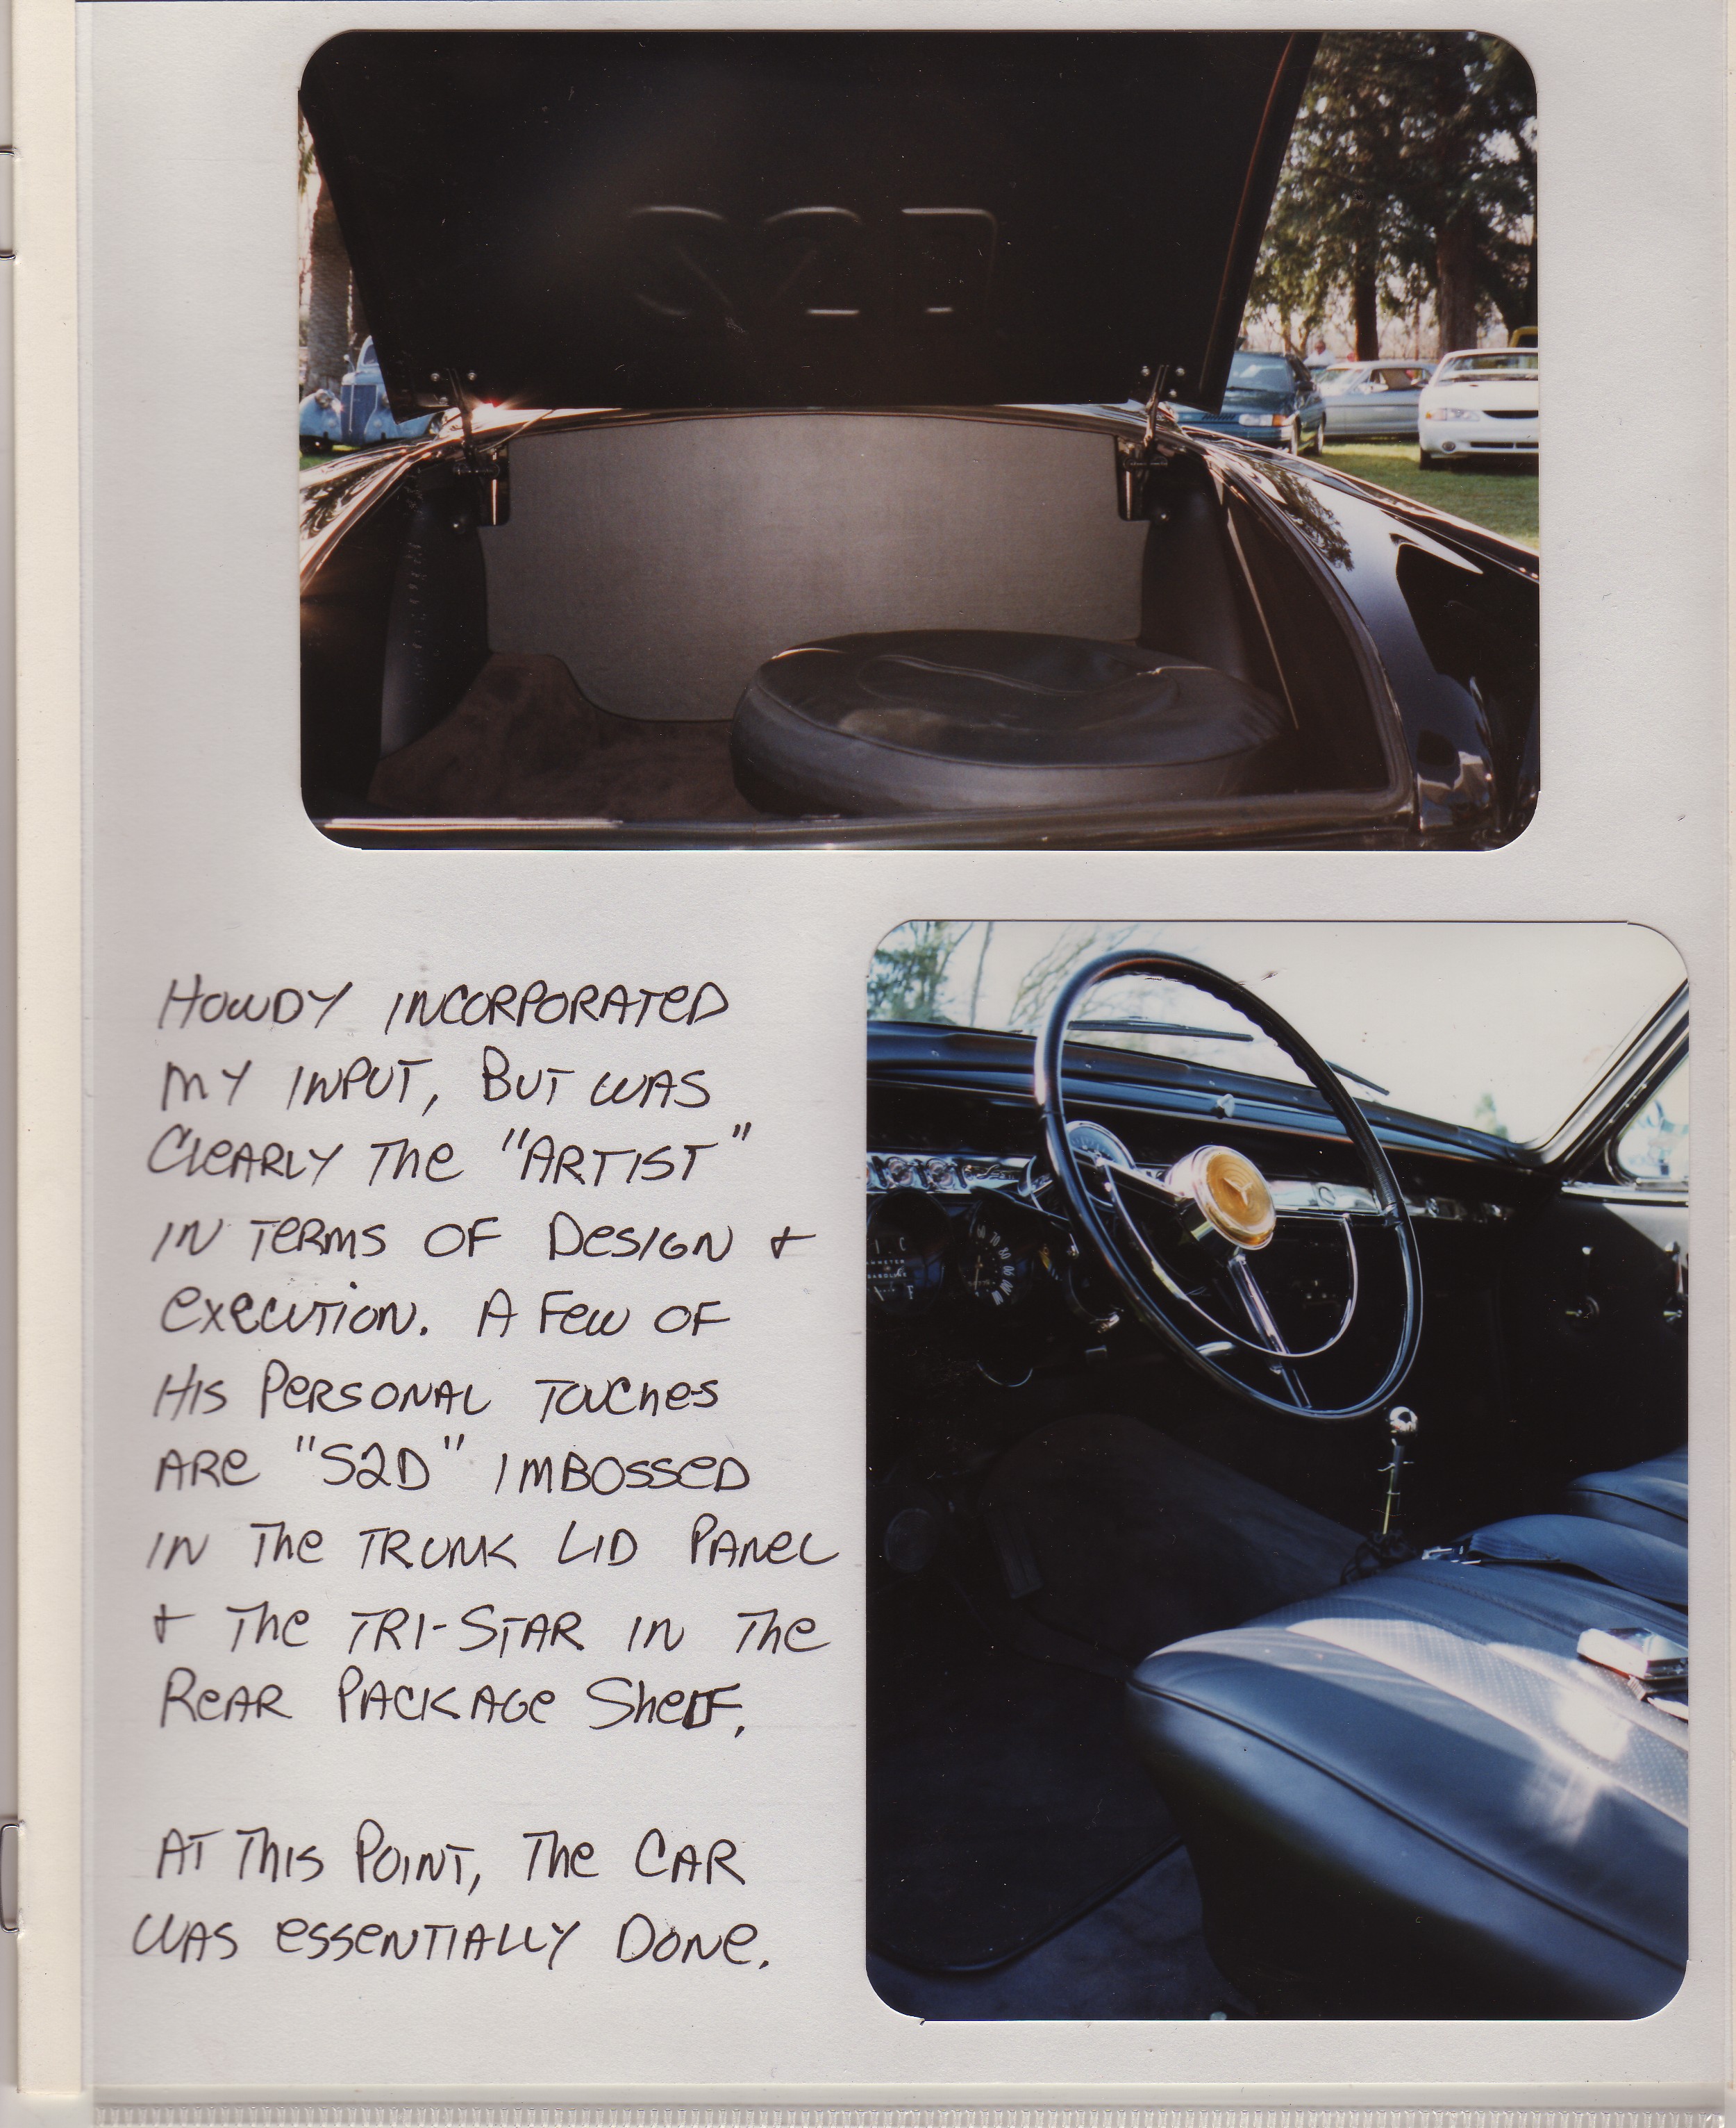 S2D
HOWDY INCORPORATED
MY INPUT, BUT WAS
CLEARLY THE "ARTIST"
IN TERMS OF DESIGN +
EXECUTION. A FEW OF
HIS PERSONAL TOUCHES
ARE "S2D" IMBOSSED
IN THE TRUNK LID PANEL
+ THE TRI-STAR IN THE
REAR PACKAGE SHELF.
AT THIS POINT, THE CAR
WAS ESSENTIALLY DONE.